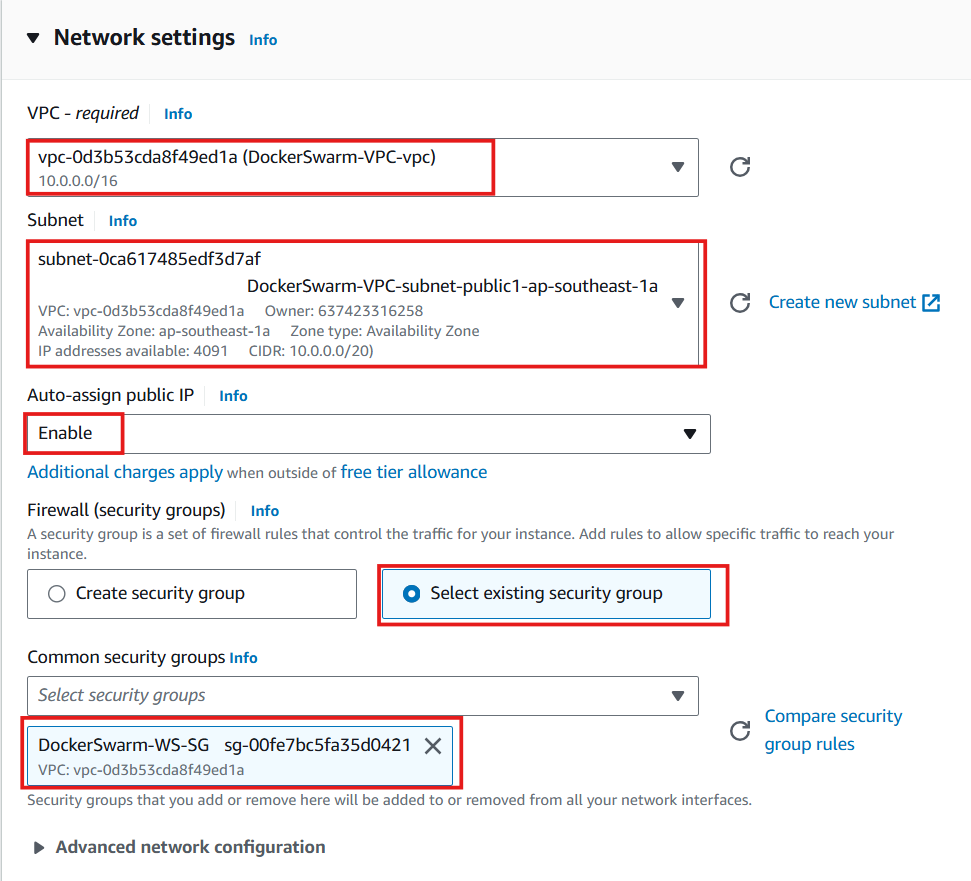 Network settings Info
VPC - required Info
vpc-0d3b53cda8f49ed1a (DockerSwarm-VPC-vpc)
10.0.0.0/16
Subnet Info
subnet-0ca617485edf3d7af
DockerSwarm-VPC-subnet-public1-ap-southeast-1a
VPC: vpc-0d3b53cda8f49ed1a Owner: 637423316258
Availability Zone: ap-southeast-1a Zone type: Availability Zone
IP addresses available: 4091 CIDR: 10.0.0.0/20)
Create new subnet
Auto-assign public IP Info
Enable
Additional charges apply when outside of free tier allowance
Firewall (security groups) Info
A security group is a set of firewall rules that control the traffic for your instance. Add rules to allow specific traffic to reach your
instance.
Create security group
Select existing security group
Common security groups Info
Select security groups
DockerSwarm-WS-SG sg-00fe7bc5fa35d0421
VPC: vpc-0d3b53cda8f49ed1a
Compare security
group rules
Security groups that you add or remove here will be added to or removed from all your network interfaces.
Advanced network configuration